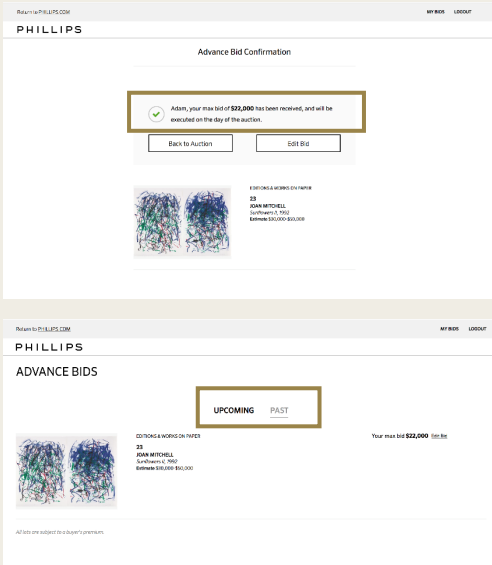 Return to PHILLIPS.COM
MY BIDS LOGOUT
PHILLIPS
Advance Bid Confirmation
Adam, your max bid of $22,000 has been received, and will be
executed on the day of the auction.
Back to Auction
Edit Bid
EDITIONS & WORKS ON PAPER
23
JOAN MITCHELL
Sunflowers II, 1992
Estimate $30,000-$50,000
Return to PHILLIPS.COM
MY BIDS LOGOUT
PHILLIPS
ADVANCE BIDS
UPCOMING PAST
EDITIONS & WORKS ON PAPER
23
JOAN MITCHELL
Sunflowers II, 1992
Estimate $30,000-$50,000
Your max bid $22,000 Edit Bid
All lots are subject to a buyer's premium.